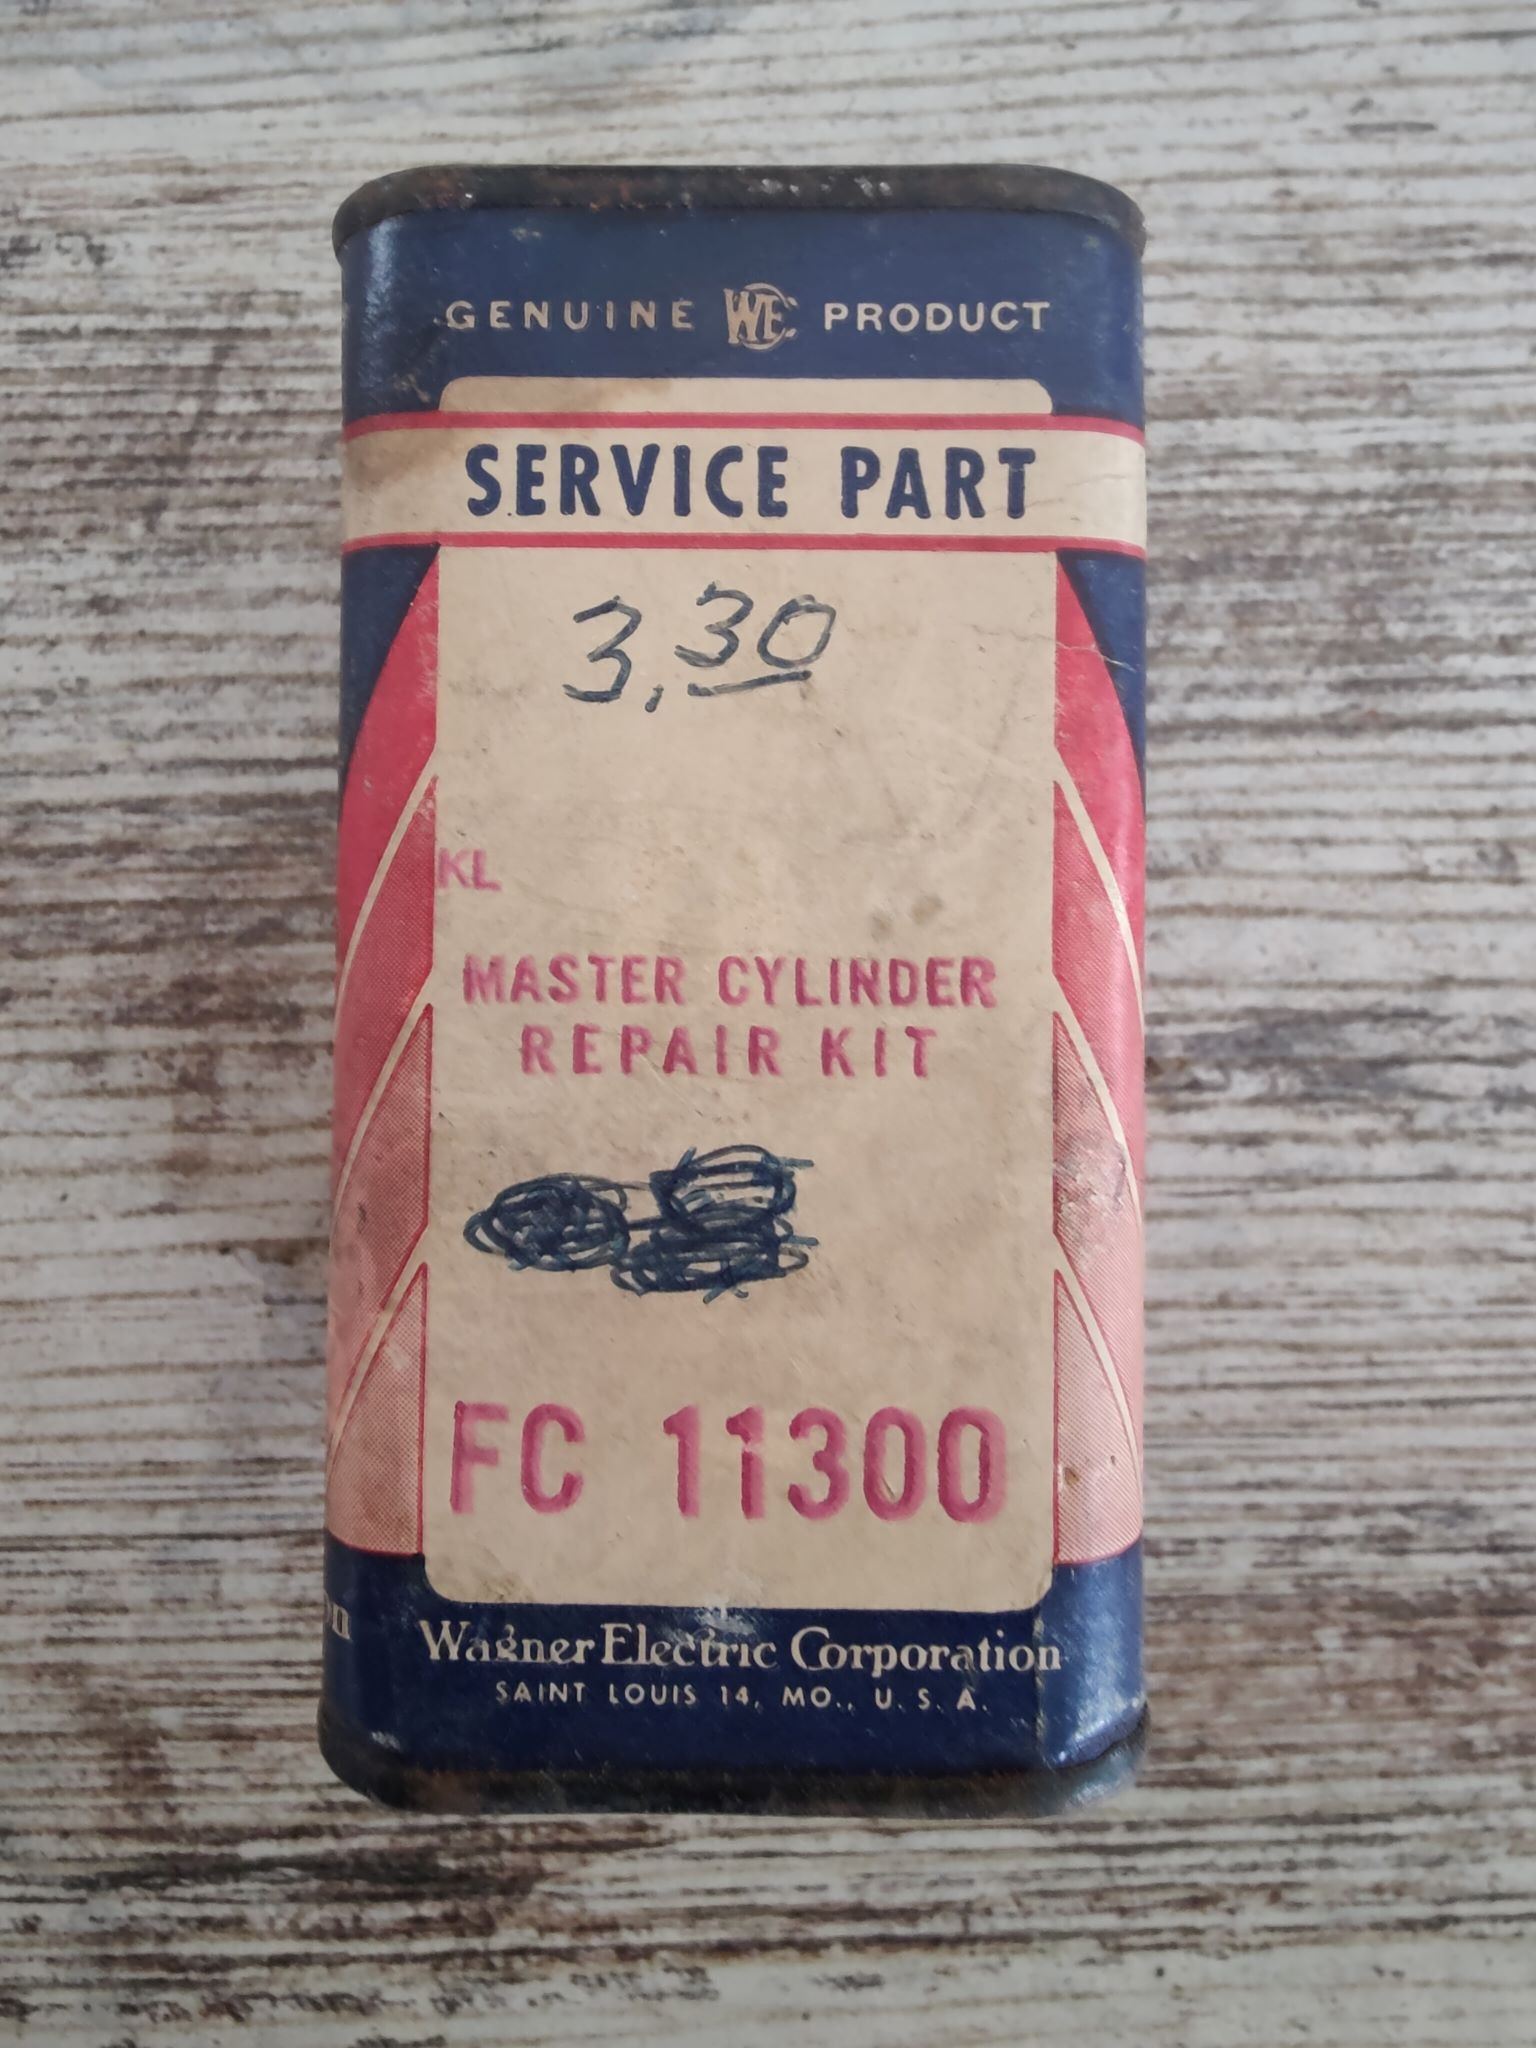 GENUINE WEC PRODUCT
SERVICE PART
3,30
KL
MASTER CYLINDER
REPAIR KIT
FC 11300
Wagner Electric Corporation
SAINT LOUIS 14, MO., U. S. A.